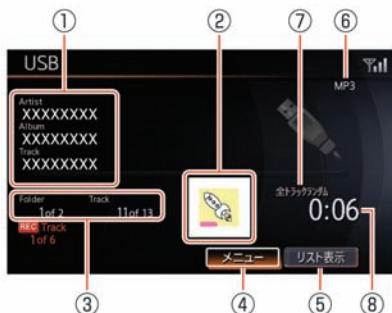 ① ② ⑦ ⑥
USB
MP3
Artist
XXXXXXXX
Album
XXXXXXXX
Track
XXXXXXXX
全トラックランダム
0:06
Folder Track
1of 2 11of 13
REC Track
1of 6
メニュー リスト表示
③ ④ ⑤ ⑧